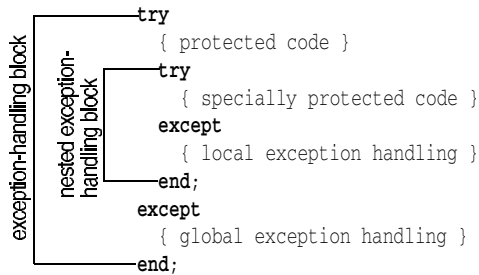 exception-handling block
nested exception-
handling block
try
{ protected code }
try
{ specially protected code }
except
{ local exception handling }
end;
except
{ global exception handling }
end;